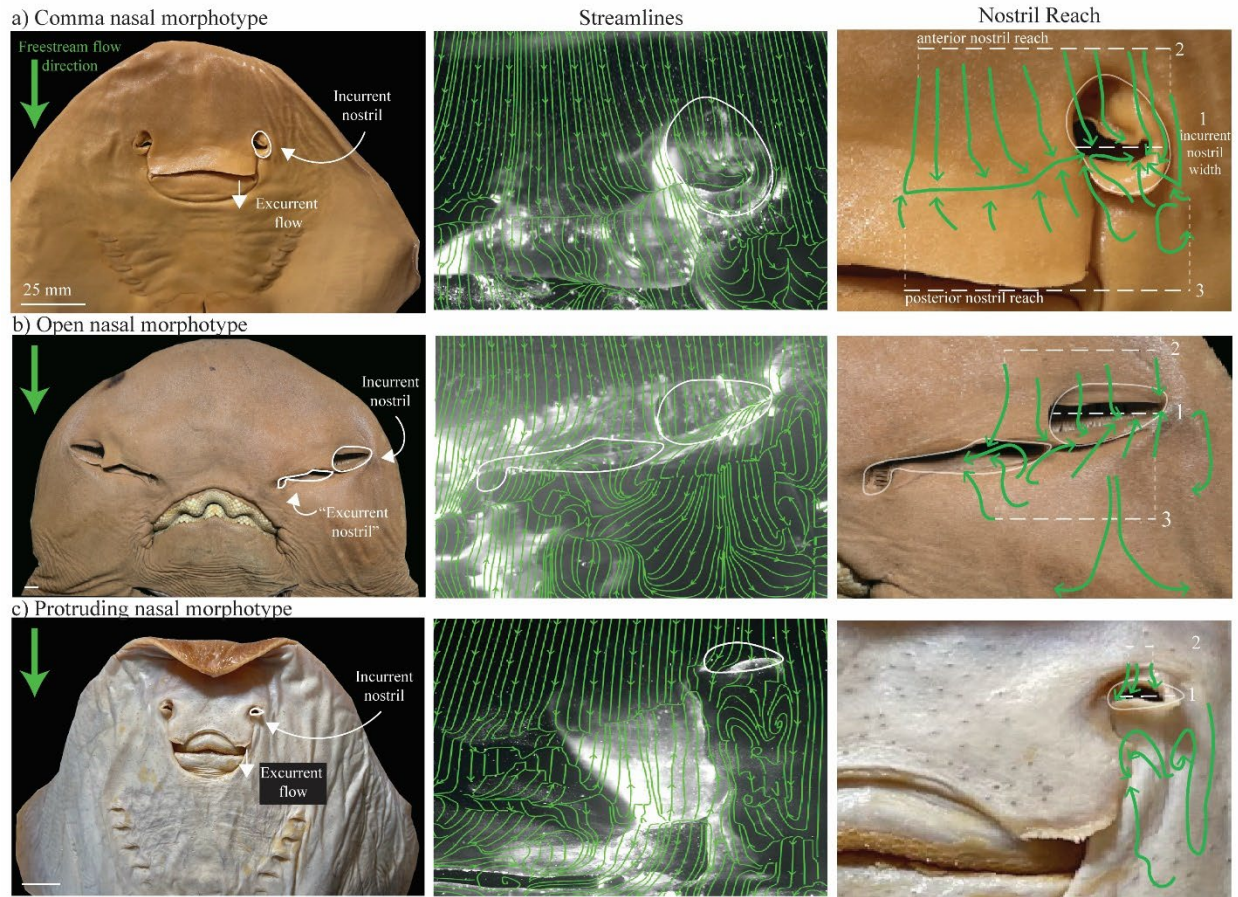 a) Comma nasal morphotype
Streamlines
Nostril Reach
Freestream flow
direction
Incurrent
nostril
Excurrent
flow
25 mm
anterior nostril reach
2
1
incurrent
nostril
width
posterior nostril reach
3
b) Open nasal morphotype
Incurrent
nostril
“Excurrent
nostril”
2
1
3
c) Protruding nasal morphotype
Incurrent
nostril
Excurrent
flow
2
1